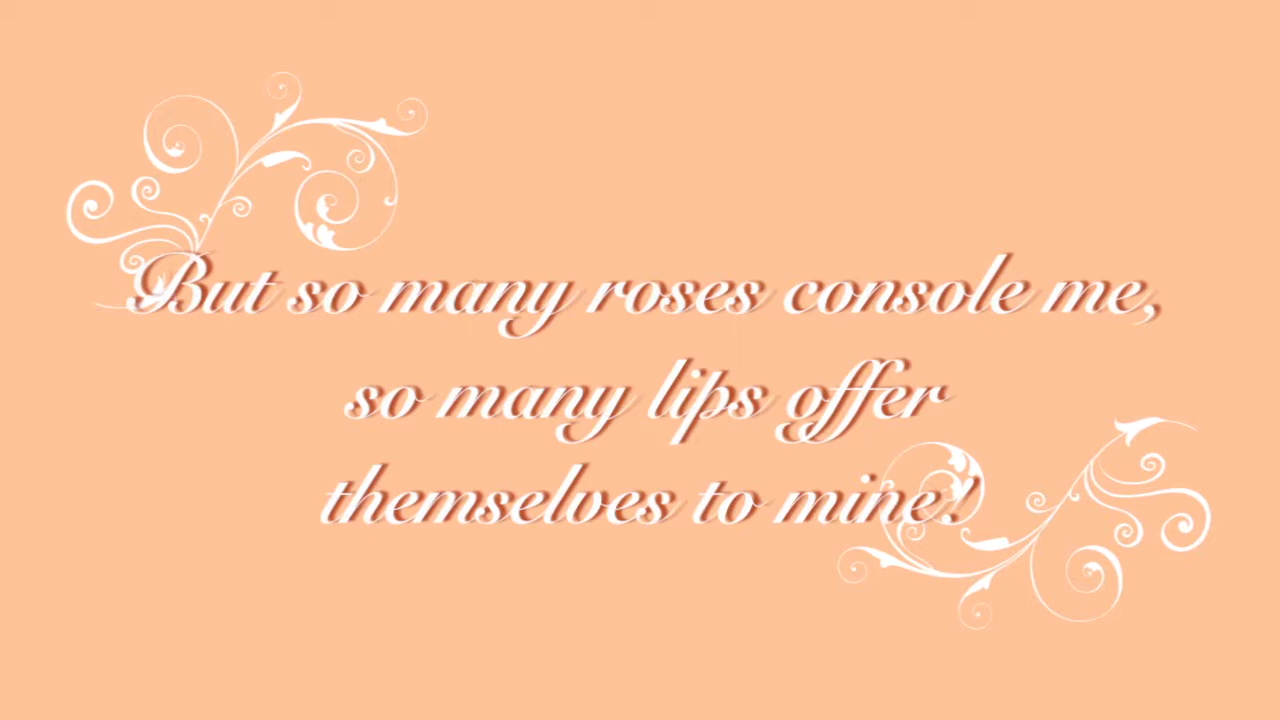 But so many roses console me,
so many lips offer
themselves to mine!